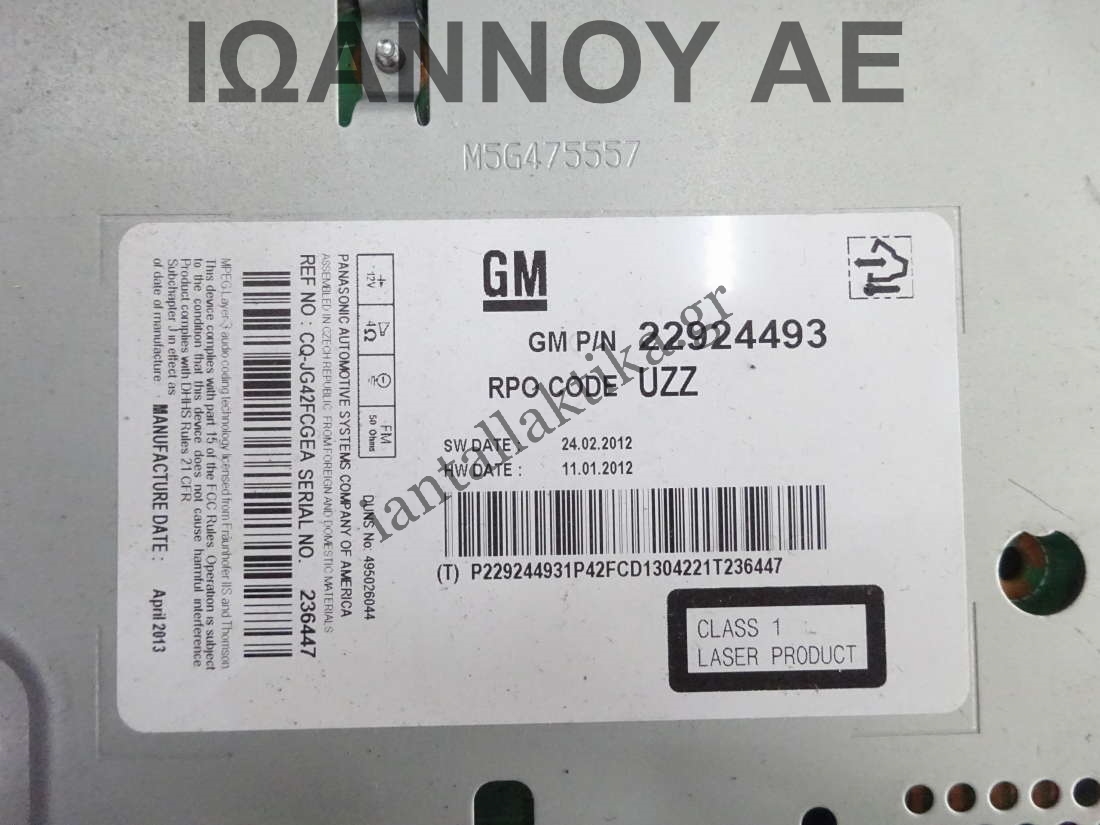 ΙΩΑΝΝΟΥ ΑΕ
M5G475557
GM
GM P/N 22924493
RPO CODE UZZ
SW DATE : 24.02.2012
HW DATE : 11.01.2012
(T) P229244931P42FCD1304221T236447
CLASS 1
LASER PRODUCT
+ 12V
4Ω
FM
50 Ohms
DUNS No: 495026044
PANASONIC AUTOMOTIVE SYSTEMS COMPANY OF AMERICA
ASSEMBLED IN CZECH REPUBLIC FROM FOREIGN AND DOMESTIC MATERIALS
REF NO : CQ-JG42FCGEA SERIAL NO. 236447
MPEG Layer-3 audio coding technology licensed from Fraunhofer IIS and Thomson
This device complies with part 15 of the FCC Rules. Operation is subject
to the condition that this device does not cause harmful interference
Product complies with DHHS Rules 21 CFR
Subchapter J in effect as
of date of manufacture MANUFACTURE DATE : April 2013
iantallaktika.gr